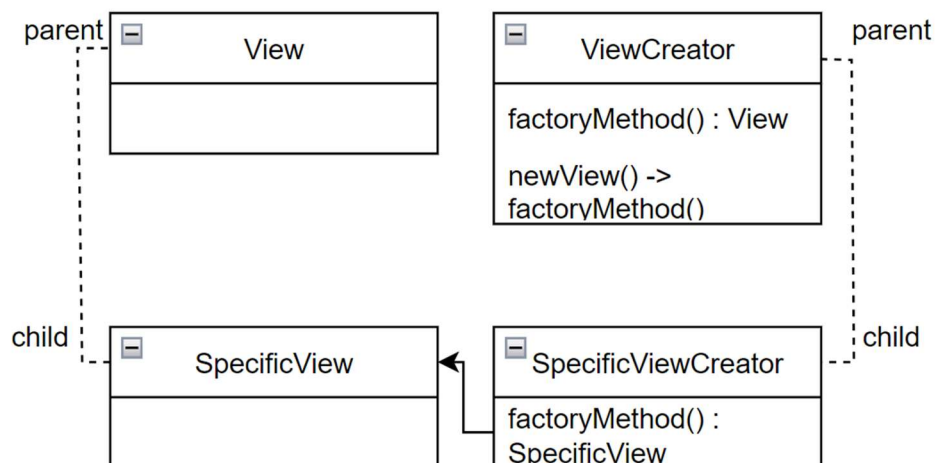 parent
View
ViewCreator
parent
factoryMethod() : View
newView() ->
factoryMethod()
child
SpecificView
SpecificViewCreator
child
factoryMethod() :
SpecificView